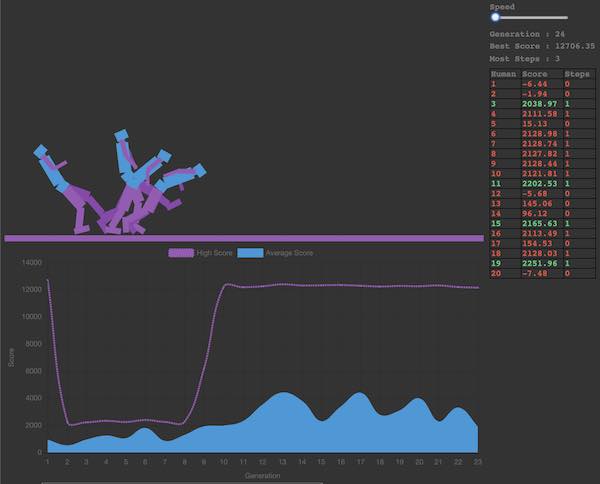 Speed
Generation : 24
Best Score : 12706.35
Most Steps : 3
Human Score Steps
1 -6.44 0
2 -1.94 0
3 2038.97 1
4 2111.58 1
5 15.13 0
6 2128.98 1
7 2128.74 1
8 2127.82 1
9 2128.44 1
10 2121.81 1
11 2202.53 1
12 -5.68 0
13 145.06 0
14 96.12 0
15 2165.63 1
16 2113.49 1
17 154.53 0
18 2128.03 1
19 2251.96 1
20 -7.48 0
High Score Average Score
14000
12000
10000
8000
6000
4000
2000
0
Score
1 2 3 4 5 6 7 8 9 10 11 12 13 14 15 16 17 18 19 20 21 22 23
Generation